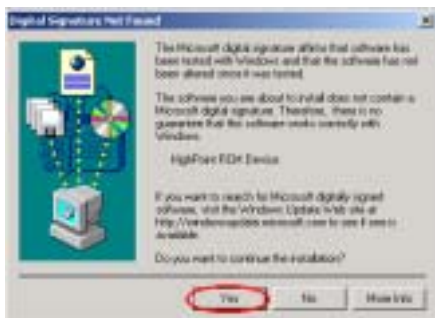 Digital Signature Not Found
The Microsoft digital signature affirms that software has
been tested with Windows and that the software has not
been altered since it was tested.
The software you are about to install does not contain a
Microsoft digital signature. Therefore, there is no
guarantee that this software works correctly with
Windows.
HighPoint RCM Device
If you want to search for Microsoft digitally signed
software, visit the Windows Update Web site at
http://windowsupdate.microsoft.com to see if one is
available.
Do you want to continue the installation?
Yes
No
More Info